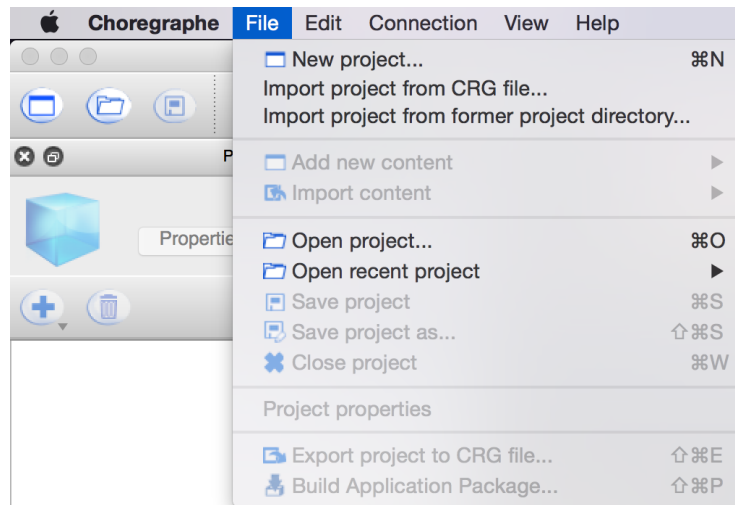 Choregraphe File Edit Connection View Help
New project... ⌘N
Import project from CRG file...
Import project from former project directory...
P
Add new content
Import content
Propertie
Open project... ⌘O
Open recent project
Save project ⌘S
Save project as... ⇧⌘S
Close project ⌘W
Project properties
Export project to CRG file... ⇧⌘E
Build Application Package... ⇧⌘P